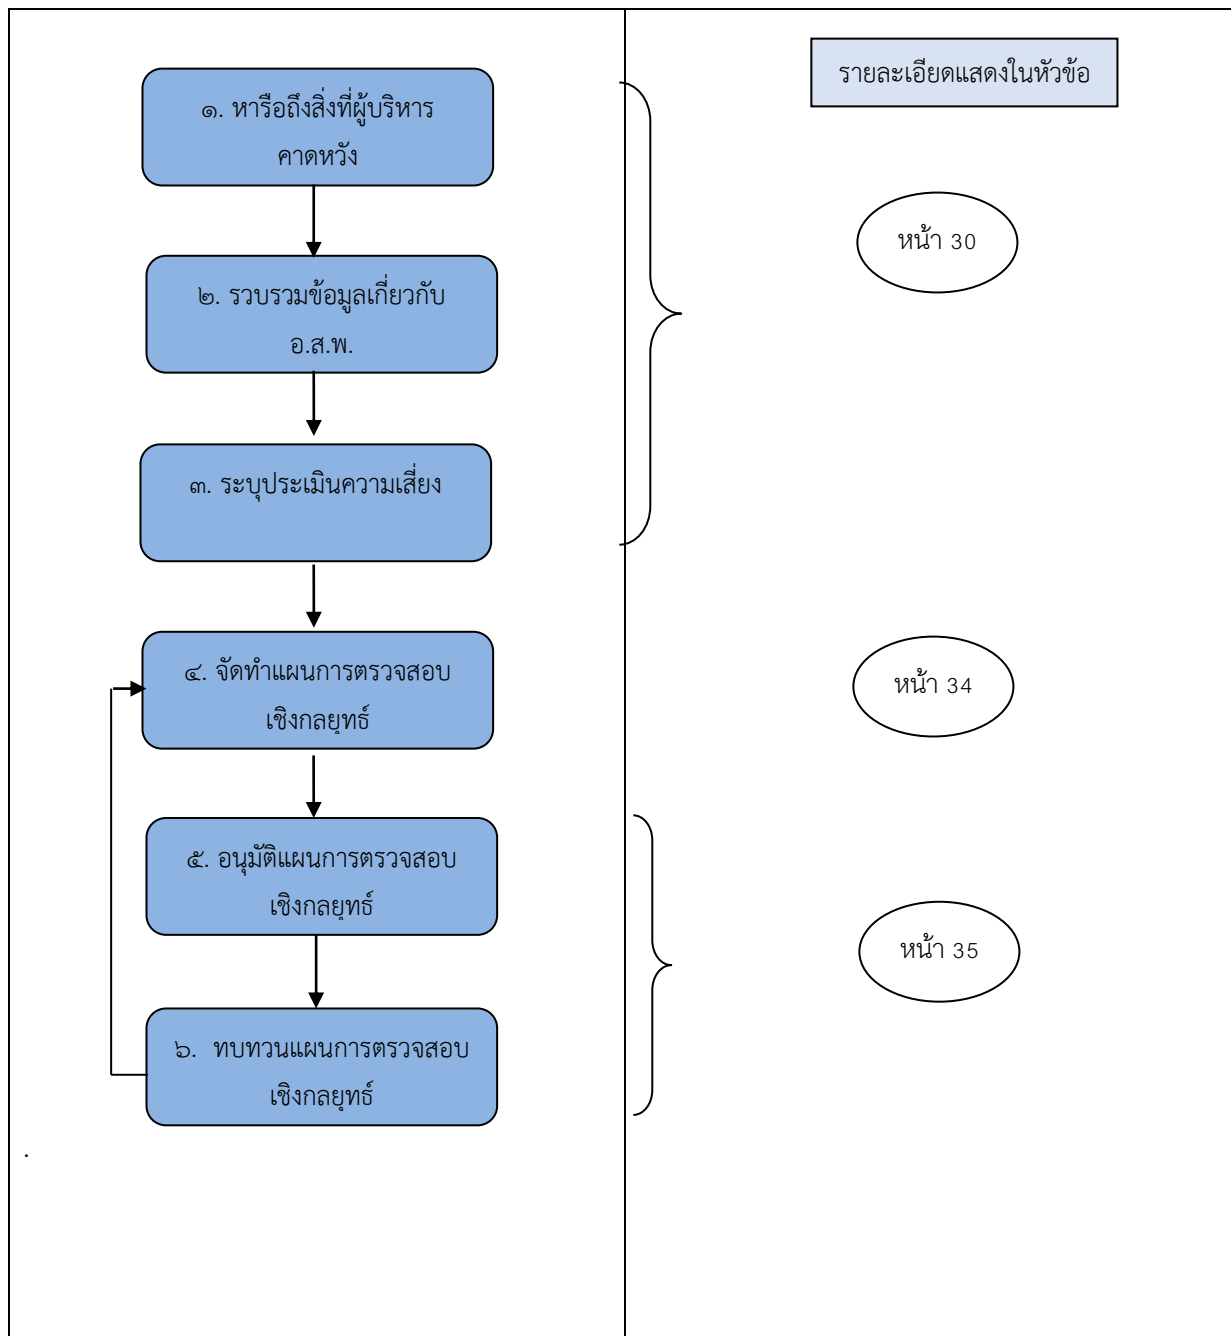 รายละเอียดแสดงในหัวข้อ
๑. หารือถึงสิ่งที่ผู้บริหาร
คาดหวัง
หน้า 30
๒. รวบรวมข้อมูลเกี่ยวกับ
อ.ส.พ.
๓. ระบุประเมินความเสี่ยง
๔. จัดทำแผนการตรวจสอบ
เชิงกลยุทธ์
หน้า 34
๕. อนุมัติแผนการตรวจสอบ
เชิงกลยุทธ์
หน้า 35
๖. ทบทวนแผนการตรวจสอบ
เชิงกลยุทธ์
.